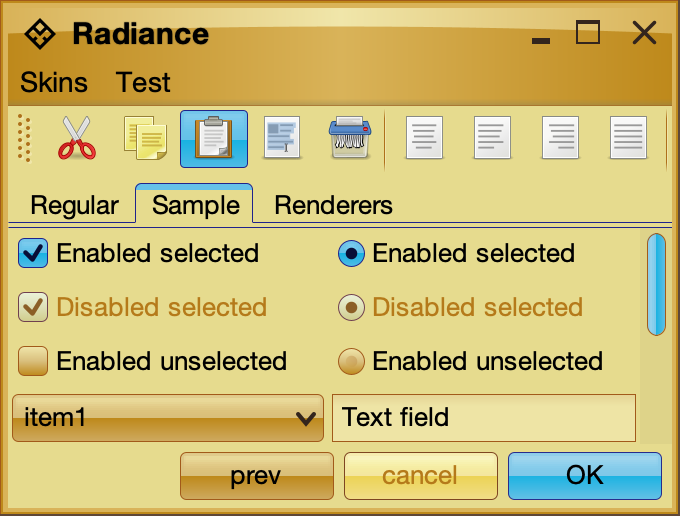 Radiance
Skins Test
Regular Sample Renderers
Enabled selected Enabled selected
Disabled selected Disabled selected
Enabled unselected Enabled unselected
item1 Text field
prev cancel OK